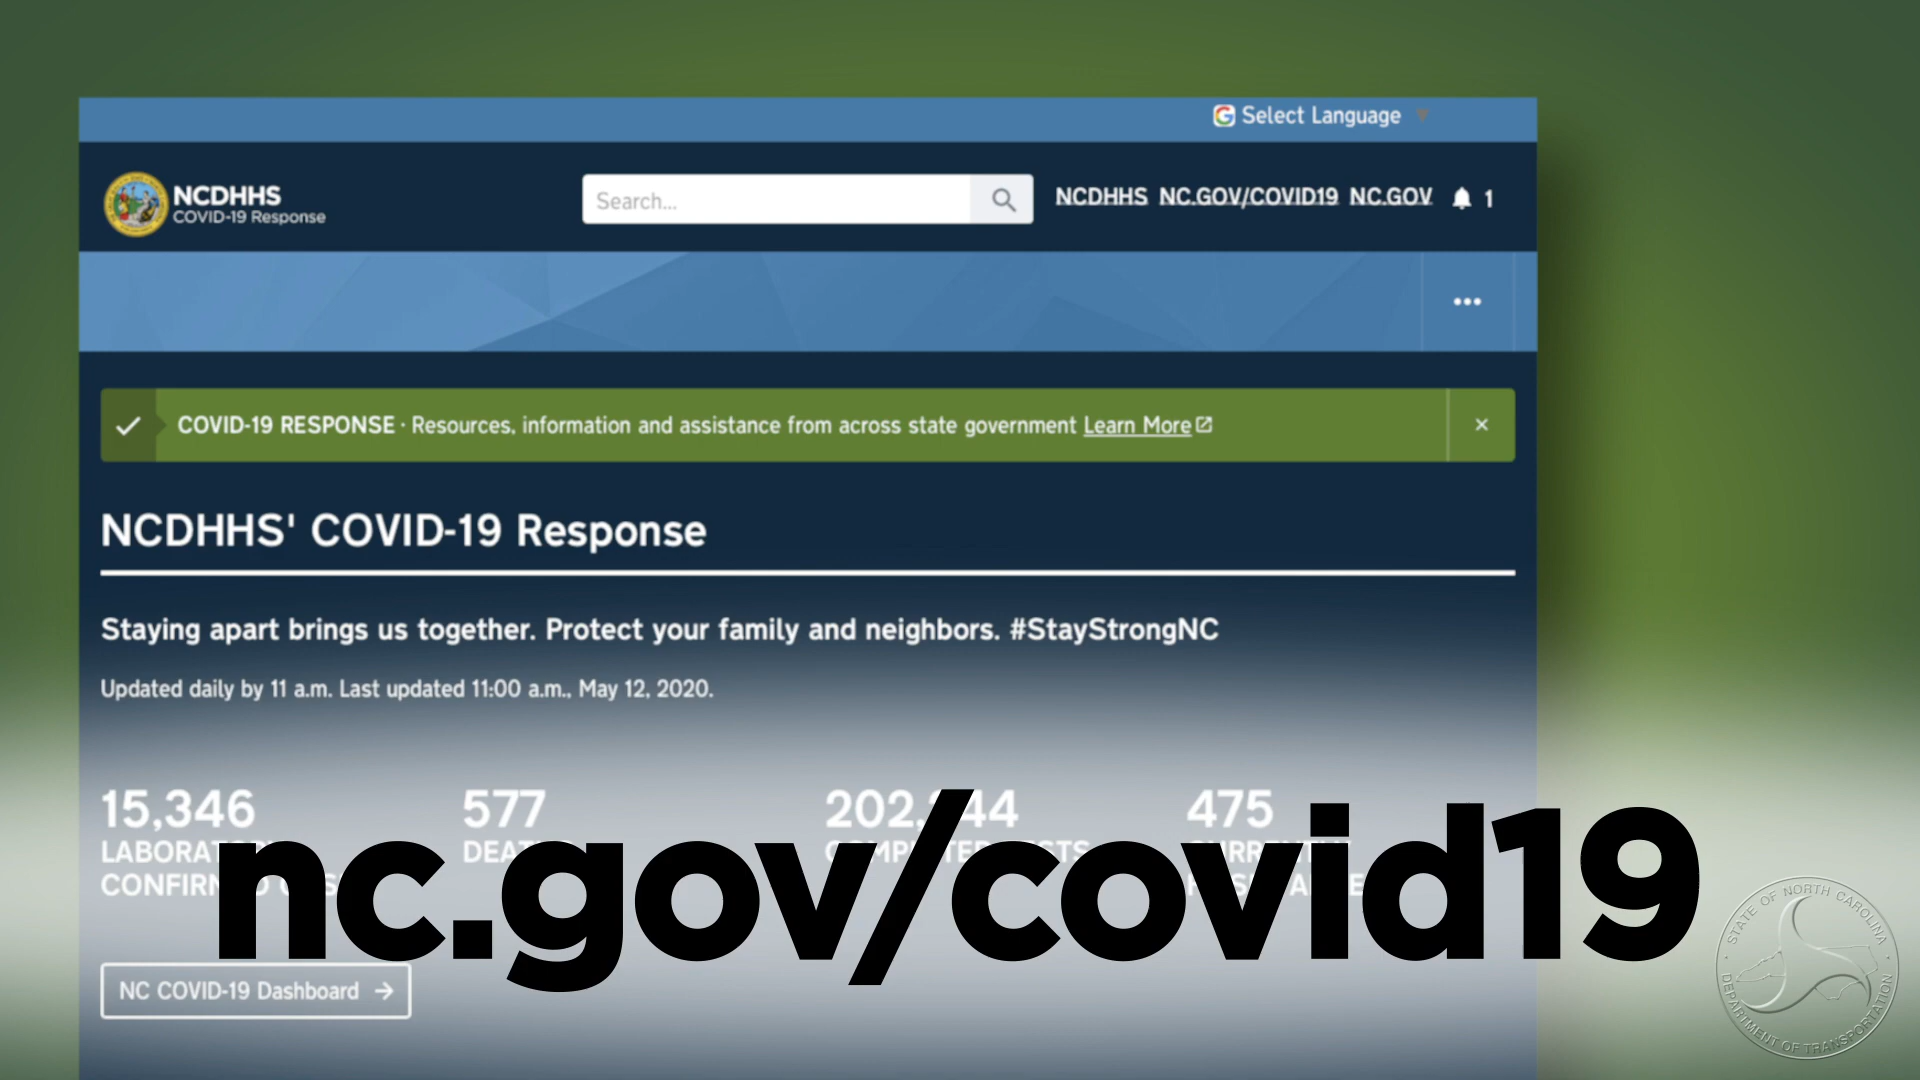 Select Language
NCDHHS
COVID-19 Response
Search...
NCDHHS NC.GOV/COVID19 NC.GOV 1
COVID-19 RESPONSE · Resources, information and assistance from across state government Learn More
NCDHHS' COVID-19 Response
Staying apart brings us together. Protect your family and neighbors. #StayStrongNC
Updated daily by 11 a.m. Last updated 11:00 a.m., May 12, 2020.
15,346
577
475
nc.gov/covid19
NC COVID-19 Dashboard
STATE OF NORTH CAROLINA
DEPARTMENT OF TRANSPORTATION